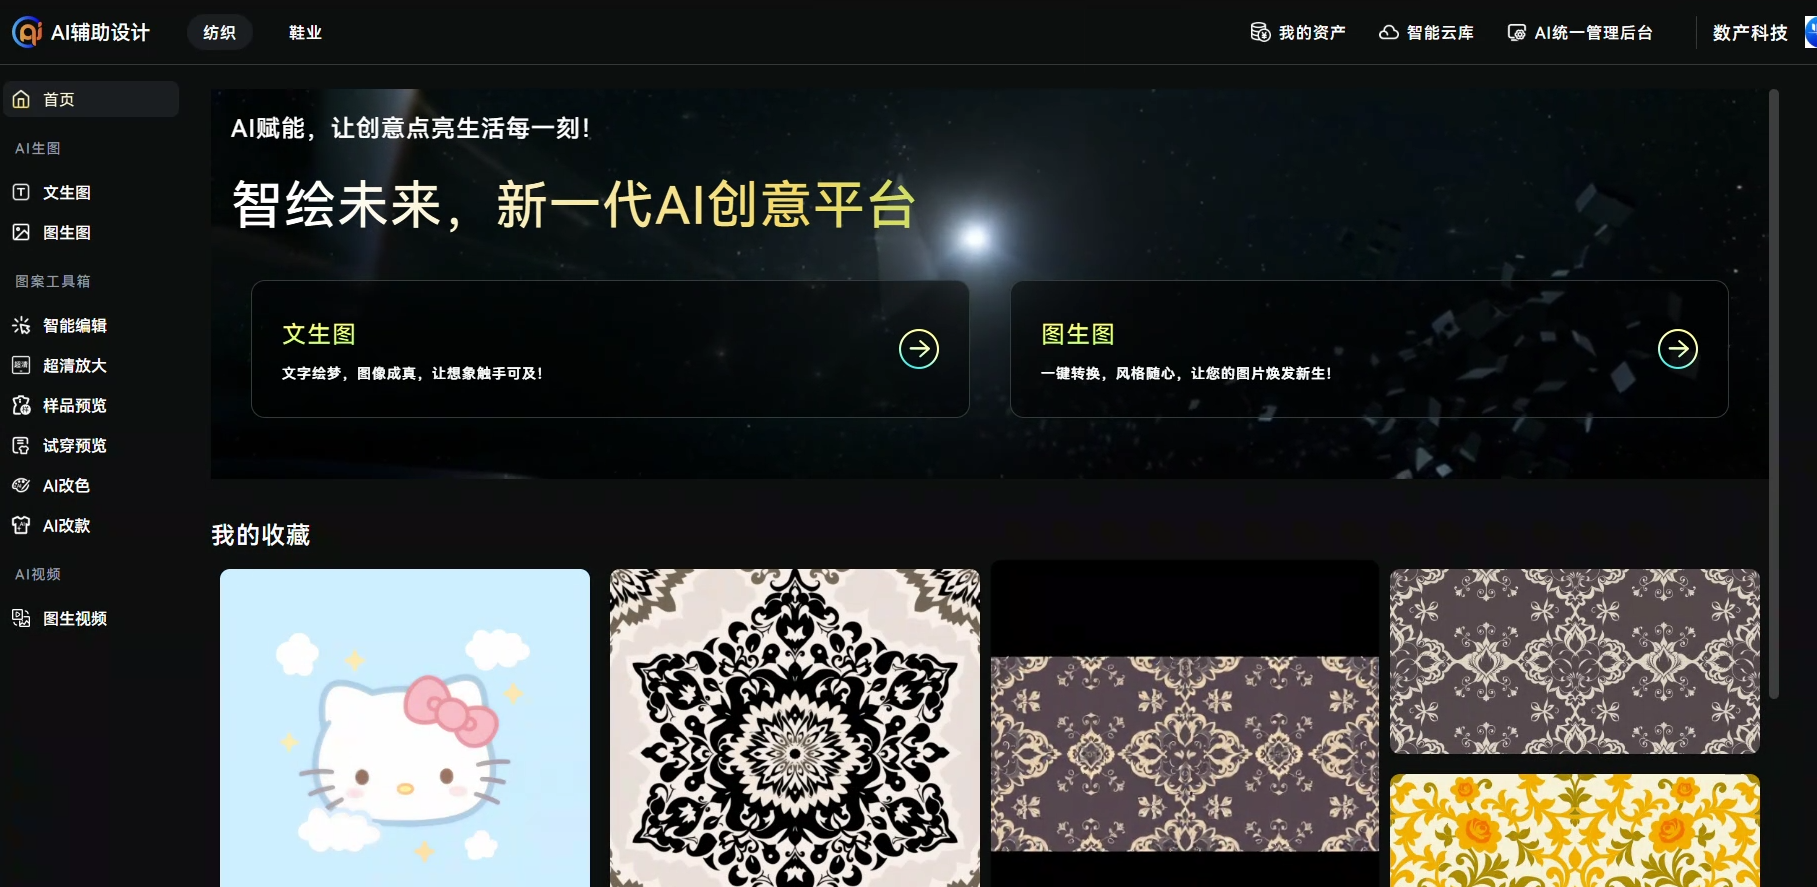 AI辅助设计
纺织
鞋业
我的资产
智能云库
AI统一管理后台
数产科技
首页
AI生图
文生图
图生图
图案工具箱
智能编辑
超清放大
样品预览
试穿预览
AI改色
AI改款
AI视频
图生视频
AI赋能，让创意点亮生活每一刻！
智绘未来，新一代AI创意平台
文生图
文字绘梦，图像成真，让想象触手可及！
图生图
一键转换，风格随心，让您的图片焕发新生！
我的收藏